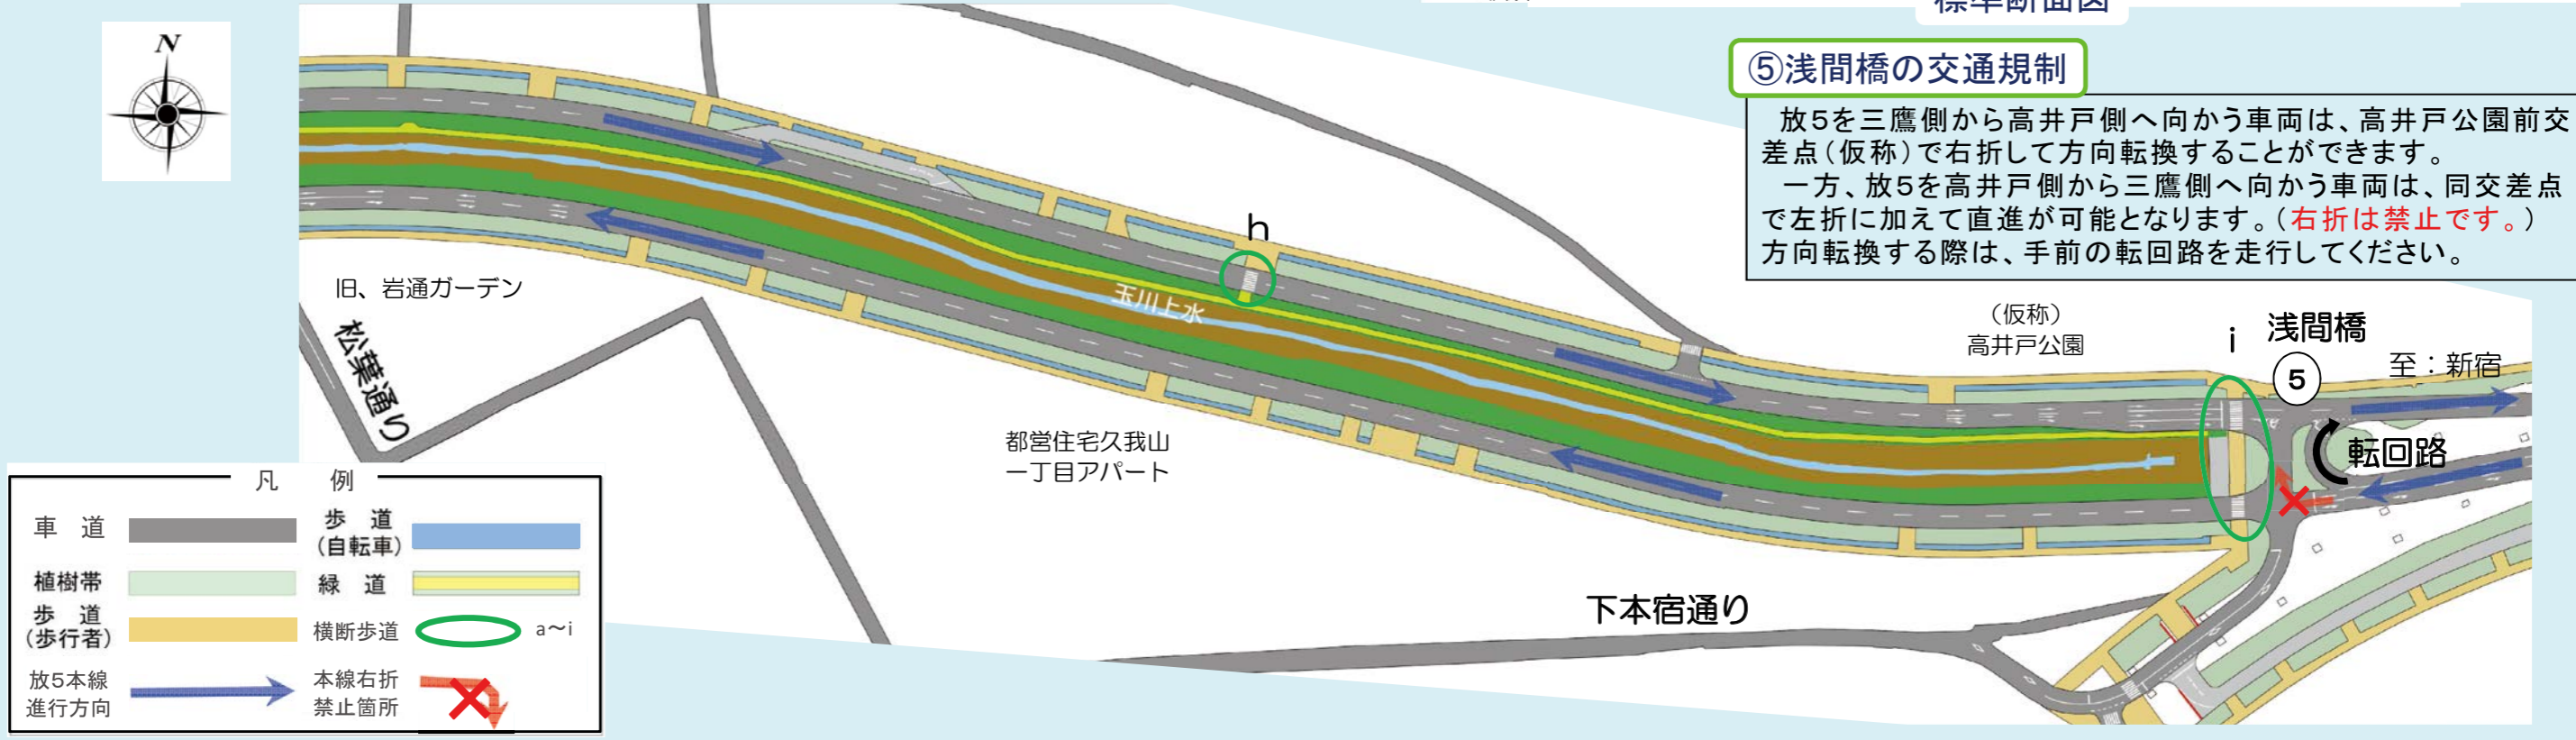 標準断面図
N
⑤浅間橋の交通規制
放5を三鷹側から高井戸側へ向かう車両は、高井戸公園前交
差点(仮称)で右折して方向転換することができます。
一方、放5を高井戸側から三鷹側へ向かう車両は、同交差点
で左折に加えて直進が可能となります。(右折は禁止です。)
方向転換する際は、手前の転回路を走行してください。
h
旧、岩通ガーデン
玉川上水
松葉通り
(仮称)
高井戸公園
i
浅間橋
5
至:新宿
転回路
都営住宅久我山
一丁目アパート
下本宿通り
凡 例
車 道
歩 道
(自転車)
植樹帯
緑 道
歩 道
(歩行者)
横断歩道
a~i
放5本線
進行方向
本線右折
禁止箇所